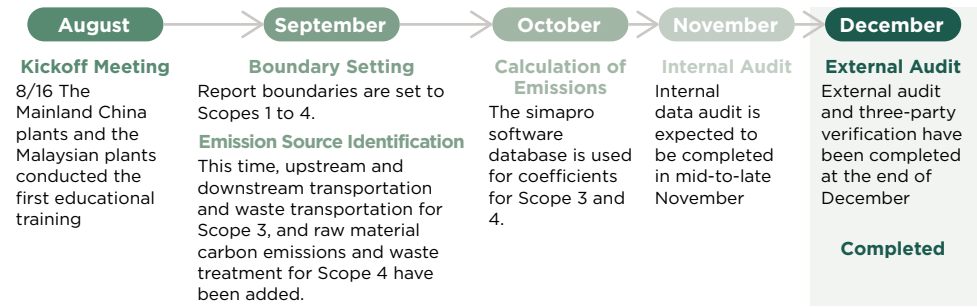 August
September
October
November
December
Kickoff Meeting
8/16 The
Mainland China
plants and the
Malaysian plants
conducted the
first educational
training
Boundary Setting
Report boundaries are set to
Scopes 1 to 4.
Emission Source Identification
This time, upstream and
downstream transportation
and waste transportation for
Scope 3, and raw material
carbon emissions and waste
treatment for Scope 4 have
been added.
Calculation of
Emissions
The simapro
software
database is used
for coefficients
for Scope 3 and
4.
Internal Audit
Internal
data audit is
expected to
be completed
in mid-to-late
November
External Audit
External audit
and three-party
verification have
been completed
at the end of
December
Completed